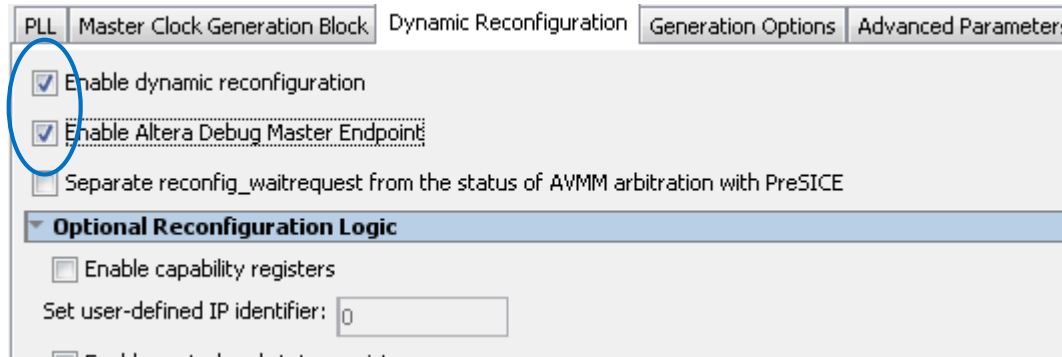 PLL Master Clock Generation Block Dynamic Reconfiguration Generation Options Advanced Parameters
Enable dynamic reconfiguration
Enable Altera Debug Master Endpoint
Separate reconfig_waitrequest from the status of AVMM arbitration with PreSICE
Optional Reconfiguration Logic
Enable capability registers
Set user-defined IP identifier: 0